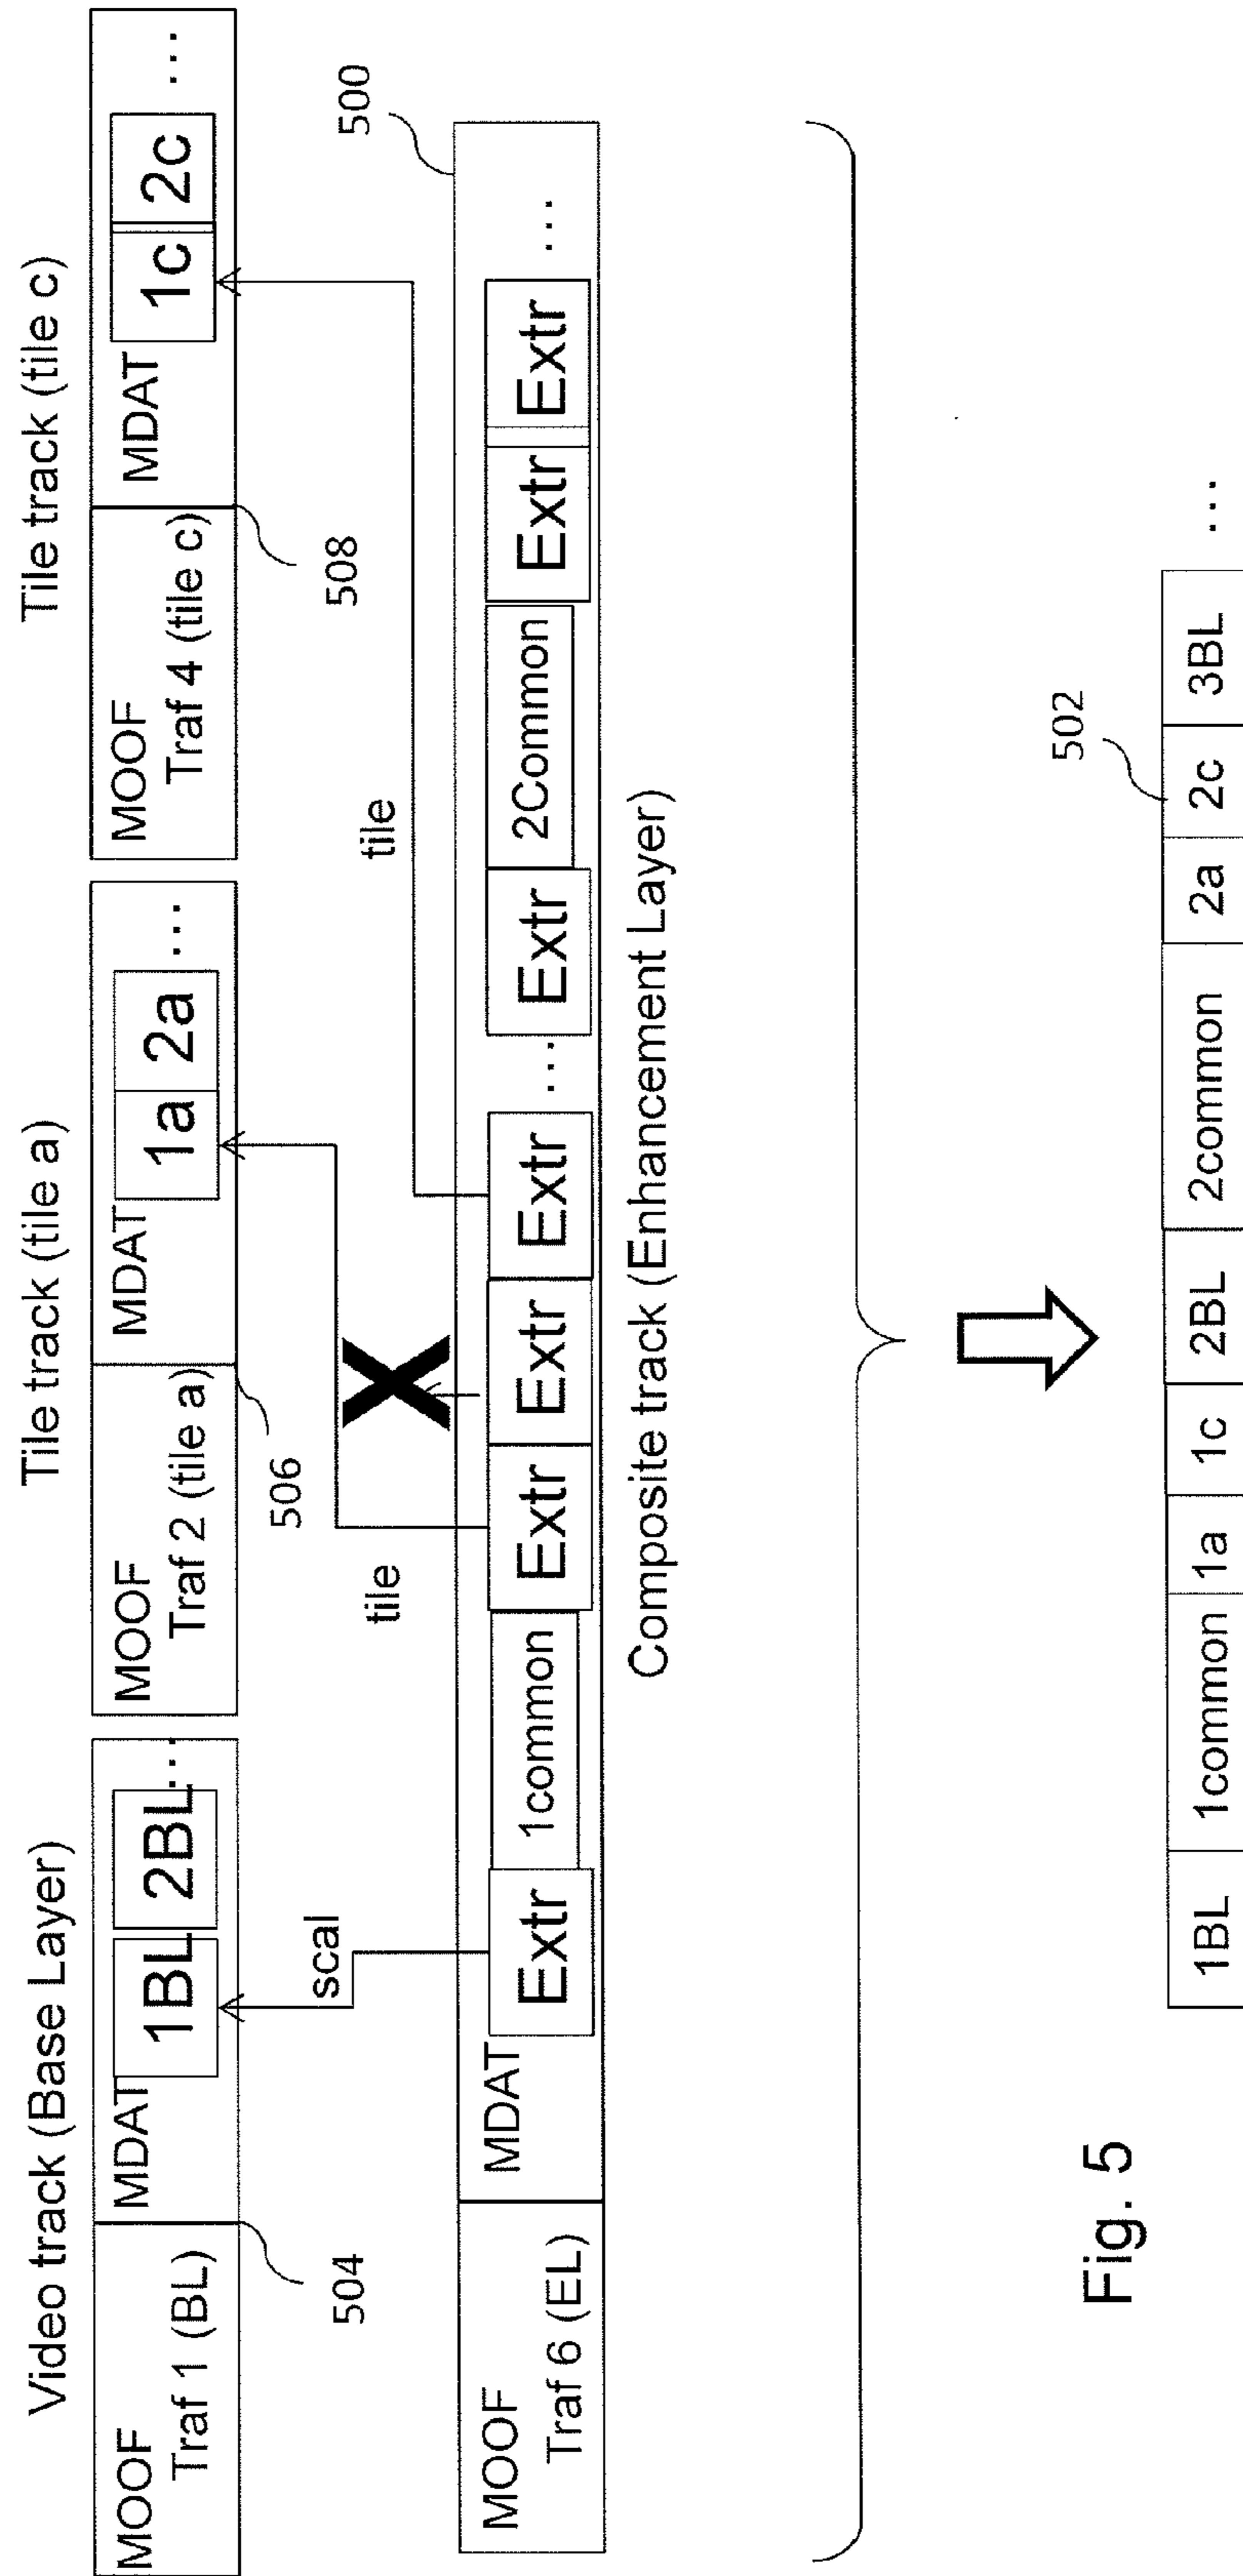 Video track (Base Layer)
Tile track (tile a)
Tile track (tile c)
MOOF
Traf 1 (BL)
MDAT
1BL
2BL
...
MOOF
Traf 2 (tile a)
MDAT
1a
2a
...
MOOF
Traf 4 (tile c)
MDAT
1c
2c
...
504
506
508
scal
tile
X
tile
500
MOOF
Traf 6 (EL)
MDAT
Extr
1common
Extr
Extr
Extr
...
Extr
2Common
Extr
Extr
...
Composite track (Enhancement Layer)
502
1BL
1common
1a
1c
2BL
2common
2a
2c
3BL
...
Fig. 5